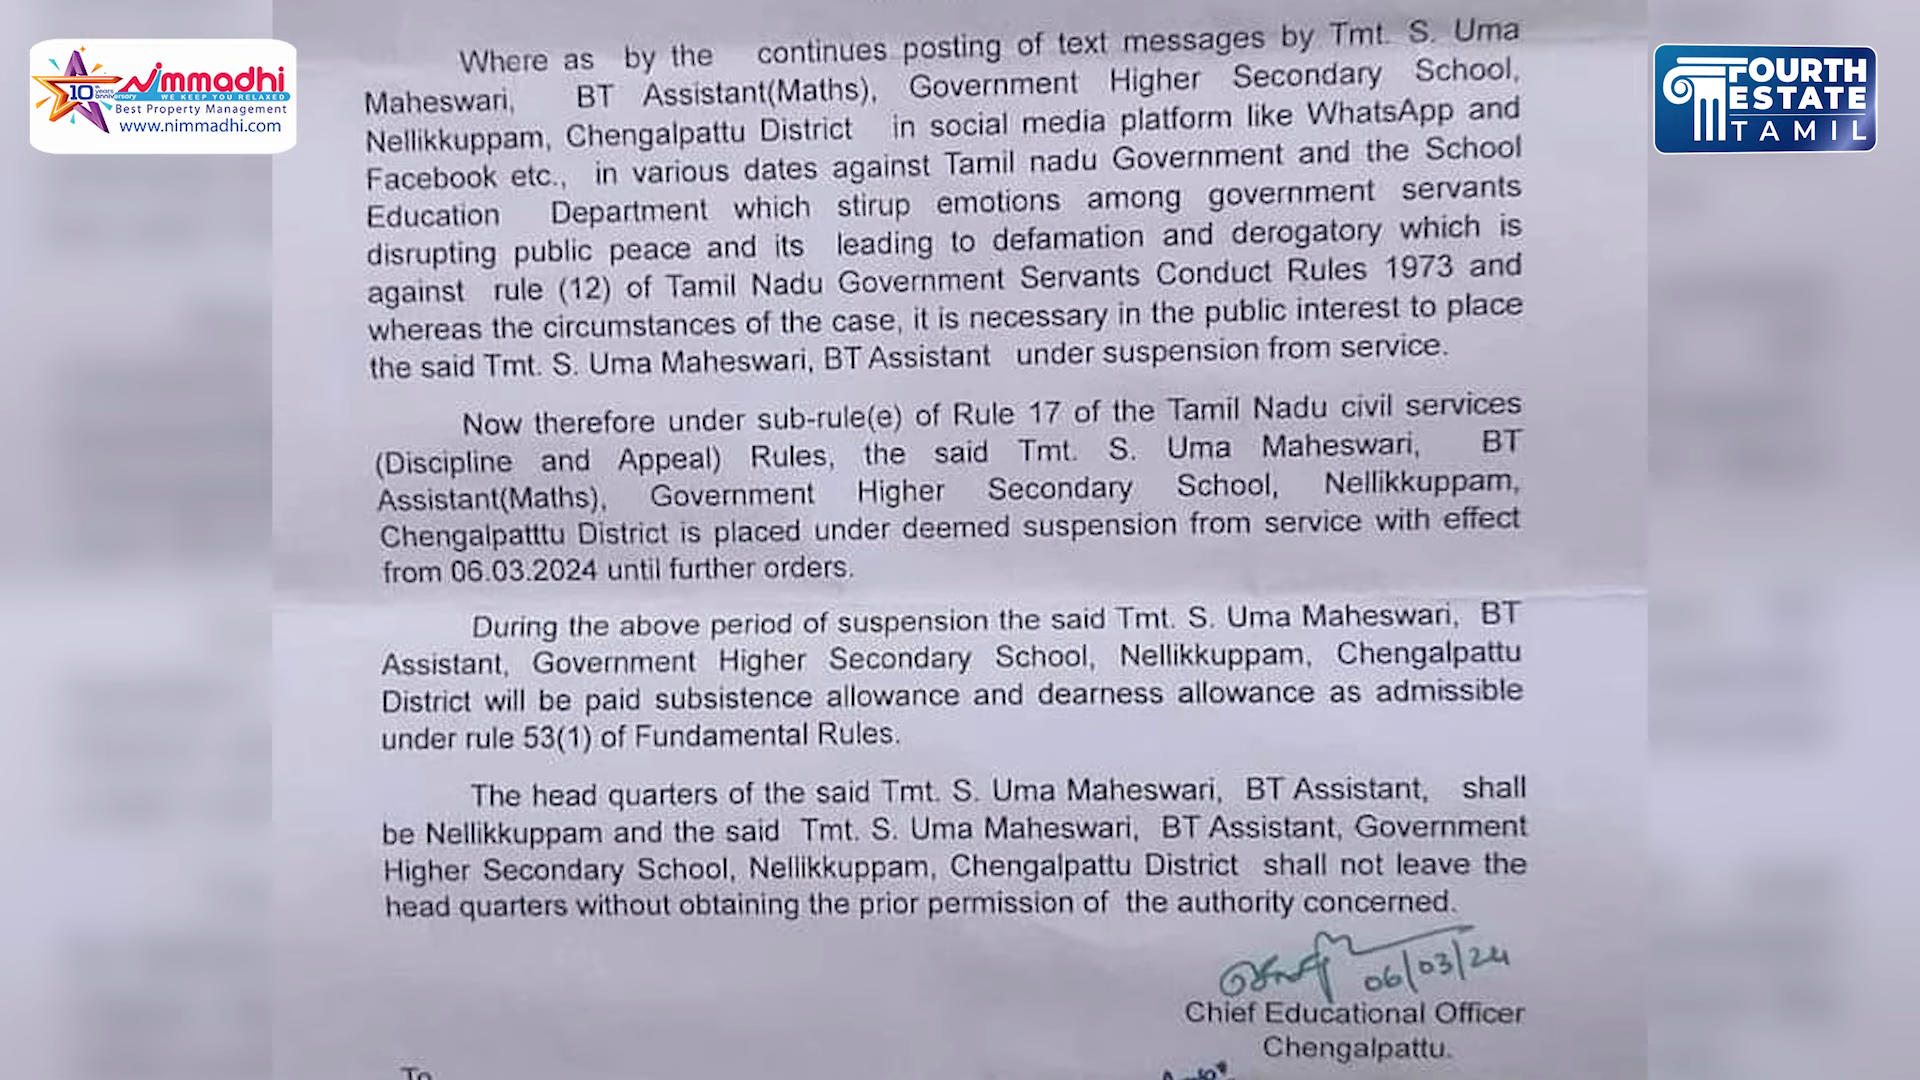 nimmadhi
10th years anniversary
WE KEEP YOU RELAXED
Best Property Management
www.nimmadhi.com
FOURTH
ESTATE
TAMIL
Where as by the continues posting of text messages by Tmt. S. Uma
Maheswari, BT Assistant(Maths), Government Higher Secondary School,
Nellikkuppam, Chengalpattu District in social media platform like WhatsApp and
Facebook etc., in various dates against Tamil nadu Government and the School
Education Department which stirup emotions among government servants
disrupting public peace and its leading to defamation and derogatory which is
against rule (12) of Tamil Nadu Government Servants Conduct Rules 1973 and
whereas the circumstances of the case, it is necessary in the public interest to place
the said Tmt. S. Uma Maheswari, BT Assistant under suspension from service.
Now therefore under sub-rule(e) of Rule 17 of the Tamil Nadu civil services
(Discipline and Appeal) Rules, the said Tmt. S. Uma Maheswari, BT
Assistant(Maths), Government Higher Secondary School, Nellikkuppam,
Chengalpatttu District is placed under deemed suspension from service with effect
from 06.03.2024 until further orders.
During the above period of suspension the said Tmt. S. Uma Maheswari, BT
Assistant, Government Higher Secondary School, Nellikkuppam, Chengalpattu
District will be paid subsistence allowance and dearness allowance as admissible
under rule 53(1) of Fundamental Rules.
The head quarters of the said Tmt. S. Uma Maheswari, BT Assistant, shall
be Nellikkuppam and the said Tmt. S. Uma Maheswari, BT Assistant, Government
Higher Secondary School, Nellikkuppam, Chengalpattu District shall not leave the
head quarters without obtaining the prior permission of the authority concerned.
06/03/24
Chief Educational Officer
Chengalpattu.
To